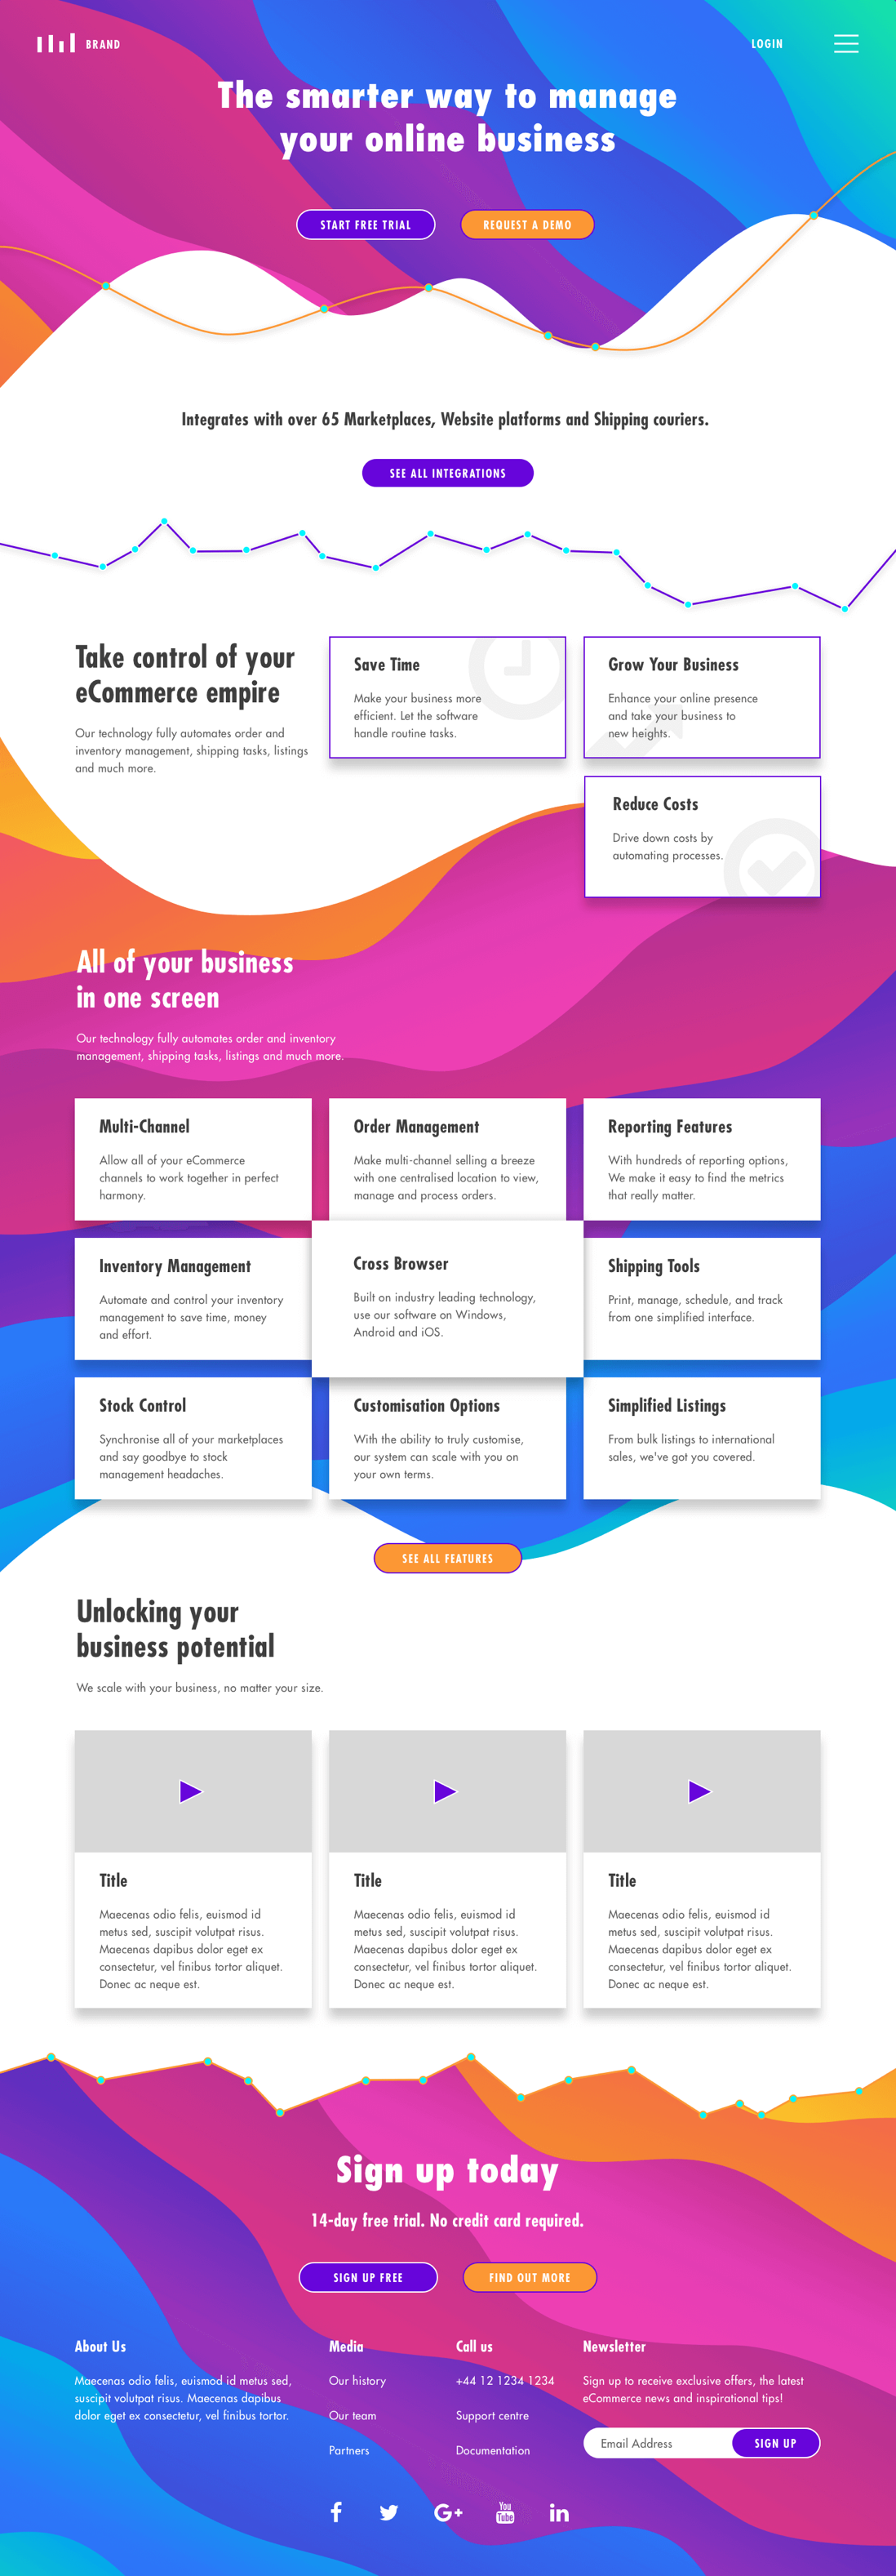 BRAND
LOGIN
The smarter way to manage
your online business
START FREE TRIAL
REQUEST A DEMO
Integrates with over 65 Marketplaces, Website platforms and Shipping couriers.
SEE ALL INTEGRATIONS
Take control of your
eCommerce empire
Our technology fully automates order and
inventory management, shipping tasks, listings
and much more.
Save Time
Make your business more
efficient. Let the software
handle routine tasks.
Grow Your Business
Enhance your online presence
and take your business to
new heights.
Reduce Costs
Drive down costs by
automating processes.
All of your business
in one screen
Our technology fully automates order and inventory
management, shipping tasks, listings and much more.
Multi-Channel
Allow all of your eCommerce
channels to work together in perfect
harmony.
Order Management
Make multi-channel selling a breeze
with one centralised location to view,
manage and process orders.
Reporting Features
With hundreds of reporting options,
We make it easy to find the metrics
that really matter.
Inventory Management
Automate and control your inventory
management to save time, money
and effort.
Cross Browser
Built on industry leading technology,
use our software on Windows,
Android and iOS.
Shipping Tools
Print, manage, schedule, and track
from one simplified interface.
Stock Control
Synchronise all of your marketplaces
and say goodbye to stock
management headaches.
Customisation Options
With the ability to truly customise,
our system can scale with you on
your own terms.
Simplified Listings
From bulk listings to international
sales, we've got you covered.
SEE ALL FEATURES
Unlocking your
business potential
We scale with your business, no matter your size.
Title
Maecenas odio felis, euismod id
metus sed, suscipit volutpat risus.
Maecenas dapibus dolor eget ex
consectetur, vel finibus tortor aliquet.
Donec ac neque est.
Title
Maecenas odio felis, euismod id
metus sed, suscipit volutpat risus.
Maecenas dapibus dolor eget ex
consectetur, vel finibus tortor aliquet.
Donec ac neque est.
Title
Maecenas odio felis, euismod id
metus sed, suscipit volutpat risus.
Maecenas dapibus dolor eget ex
consectetur, vel finibus tortor aliquet.
Donec ac neque est.
Sign up today
14-day free trial. No credit card required.
SIGN UP FREE
FIND OUT MORE
About Us
Maecenas odio felis, euismod id metus sed,
suscipit volutpat risus. Maecenas dapibus
dolor eget ex consectetur, vel finibus tortor.
Media
Our history
Our team
Partners
Call us
+44 12 1234 1234
Support centre
Documentation
Newsletter
Sign up to receive exclusive offers, the latest
eCommerce news and inspirational tips!
Email Address
SIGN UP
f
G+
You
Tube
in